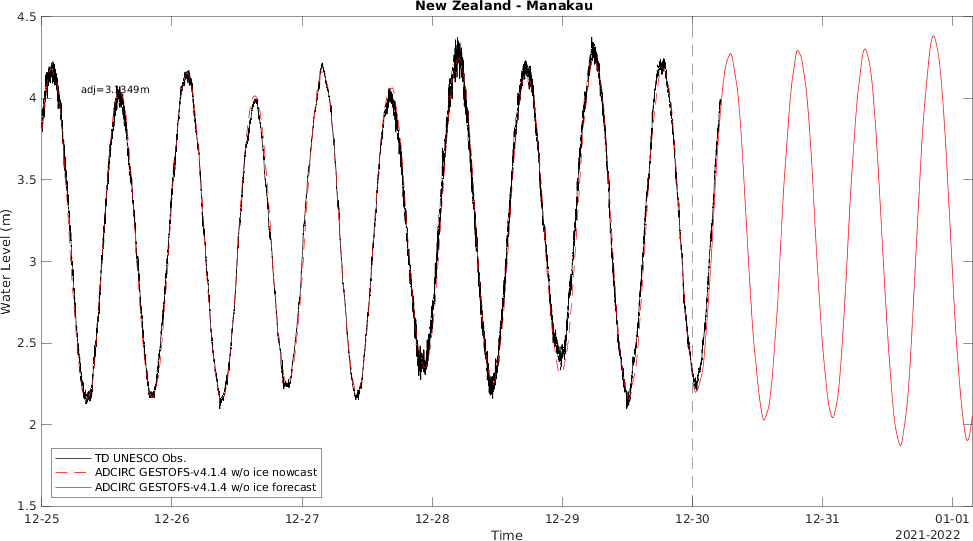 New Zealand - Manakau
4.5
4
3.5
3
2.5
2
1.5
Water Level (m)
adj=3.1349m
TD UNESCO Obs.
ADCIRC GESTOFS-v4.1.4 w/o ice nowcast
ADCIRC GESTOFS-v4.1.4 w/o ice forecast
12-25 12-26 12-27 12-28 12-29 12-30 12-31 01-01
Time
2021-2022